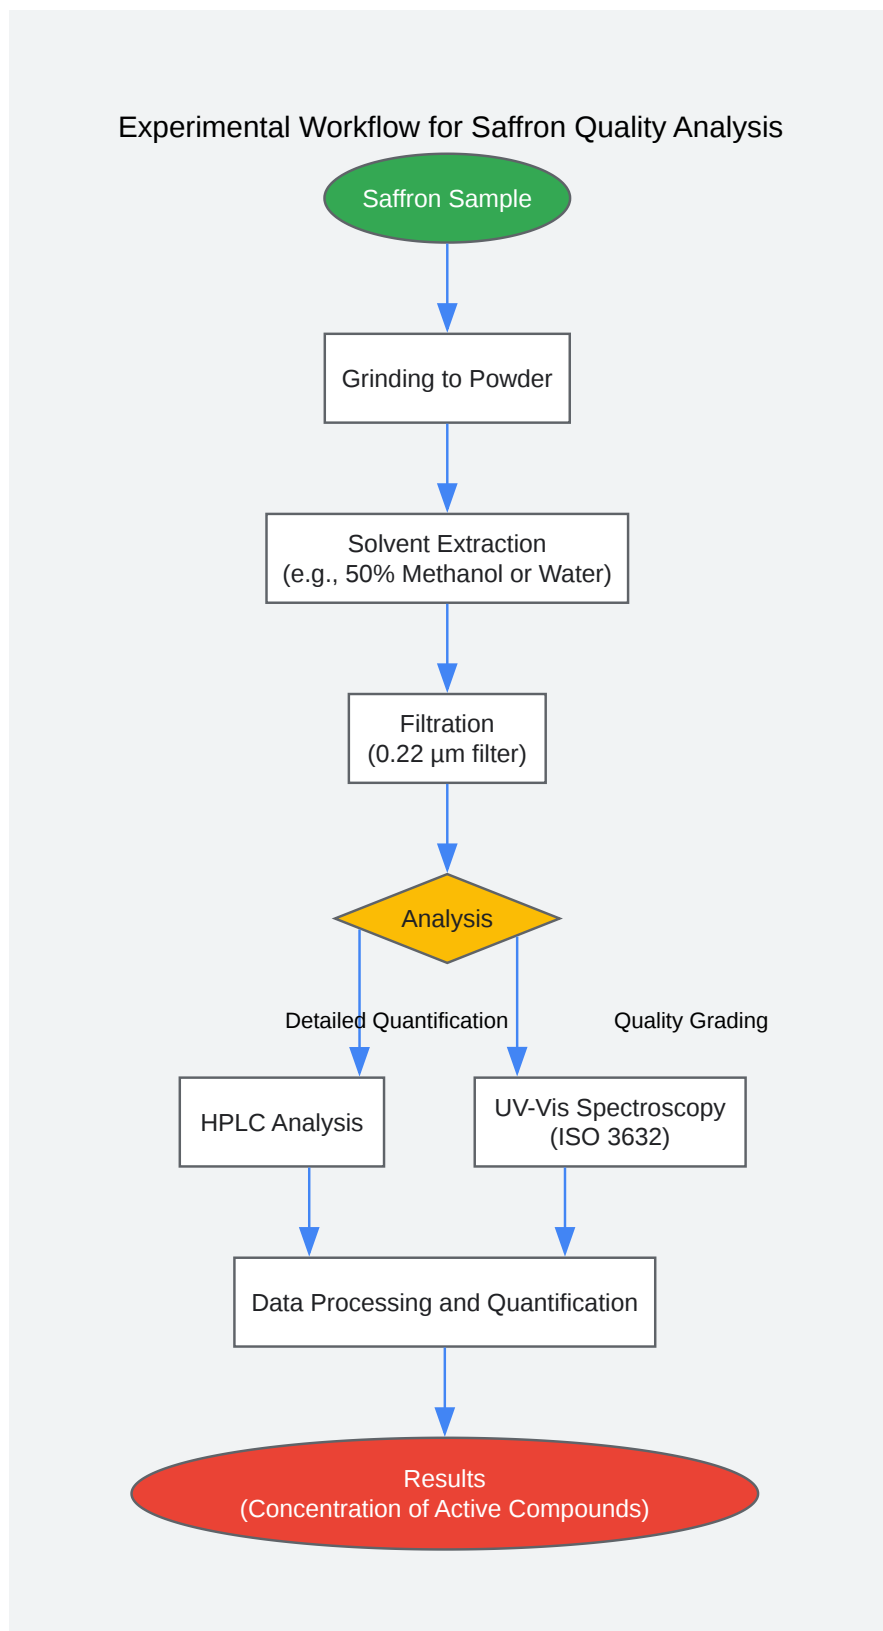 Experimental Workflow for Saffron Quality Analysis
Saffron Sample
Grinding to Powder
Solvent Extraction
(e.g., 50% Methanol or Water)
Filtration
(0.22 µm filter)
Analysis
Detailed Quantification
Quality Grading
HPLC Analysis
UV-Vis Spectroscopy
(ISO 3632)
Data Processing and Quantification
Results
(Concentration of Active Compounds)